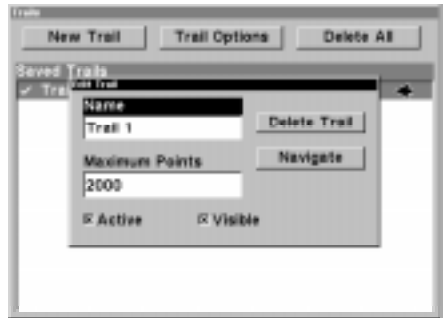 Trails
New Trail Trail Options Delete All
Saved Trails
Edit Trail
Name
Trail 1
Delete Trail
Maximum Points
Navigate
2000
Active Visible